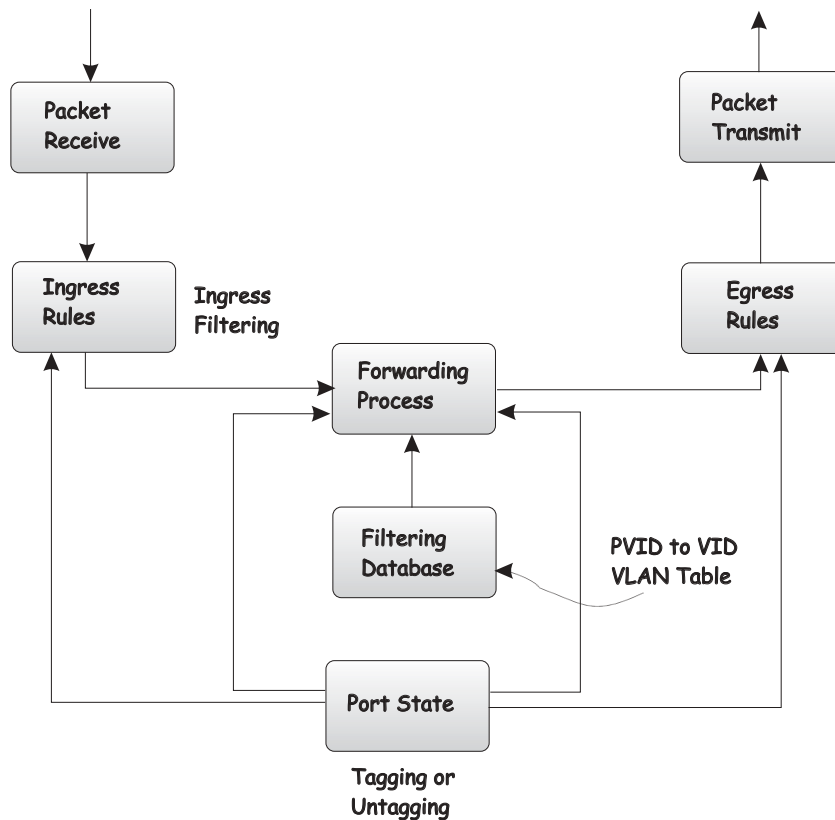 Packet
Receive
Packet
Transmit
Ingress
Rules
Ingress
Filtering
Egress
Rules
Forwarding
Process
Filtering
Database
PVID to VID
VLAN Table
Port State
Tagging or
Untagging